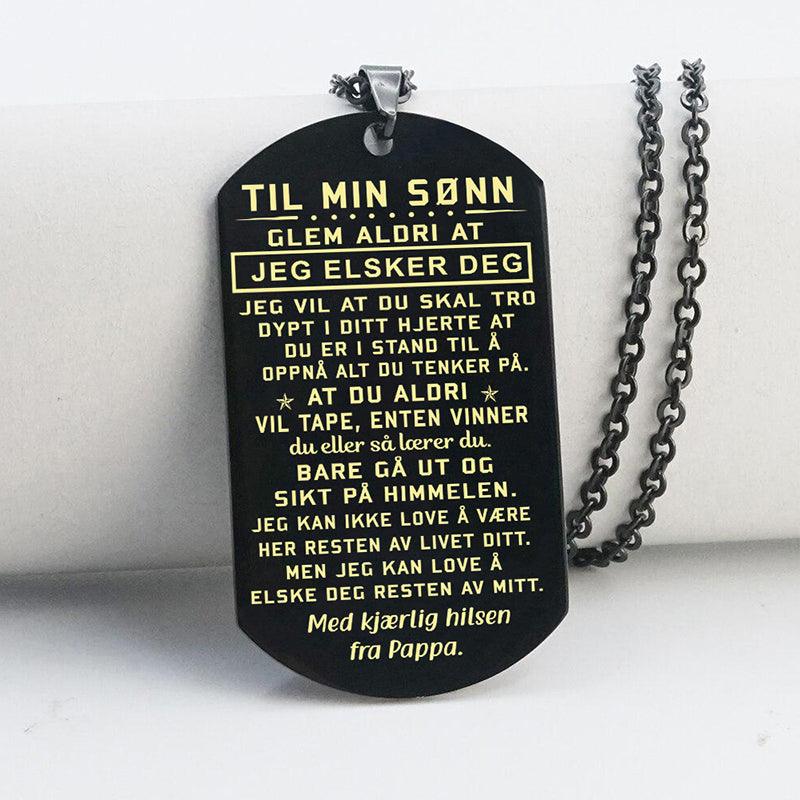 TIL MIN SØNN
GLEM ALDRI AT
JEG ELSKER DEG
JEG VIL AT DU SKAL TRO
DYPT I DITT HJERTE AT
DU ER I STAND TIL Å
OPPNÅ ALT DU TENKER PÅ.
AT DU ALDRI
VIL TAPE, ENTEN VINNER
du eller så lærer du.
BARE GÅ UT OG
SIKT PÅ HIMMELEN.
JEG KAN IKKE LOVE Å VÆRE
HER RESTEN AV LIVET DITT.
MEN JEG KAN LOVE Å
ELSKE DEG RESTEN AV MITT.
Med kjærlig hilsen
fra Pappa.